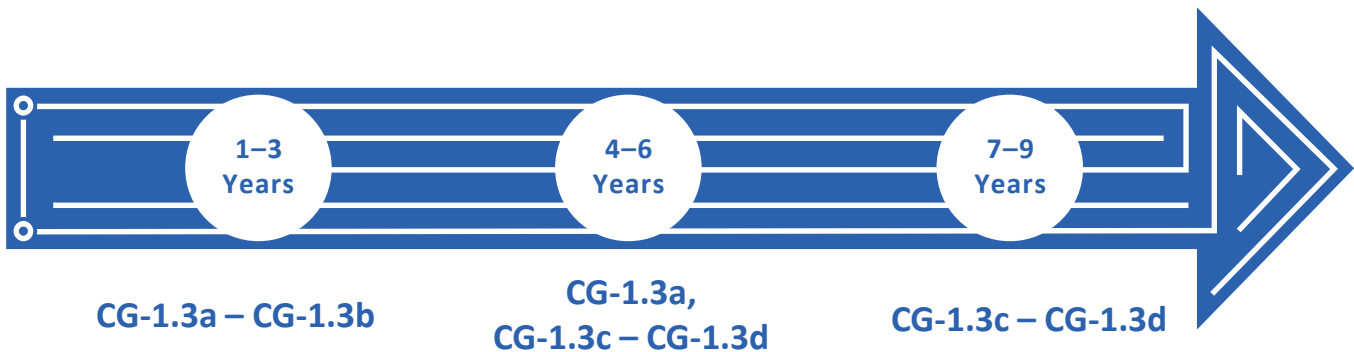 1–3
Years
4–6
Years
7–9
Years
CG-1.3a – CG-1.3b
CG-1.3a,
CG-1.3c – CG-1.3d
CG-1.3c – CG-1.3d